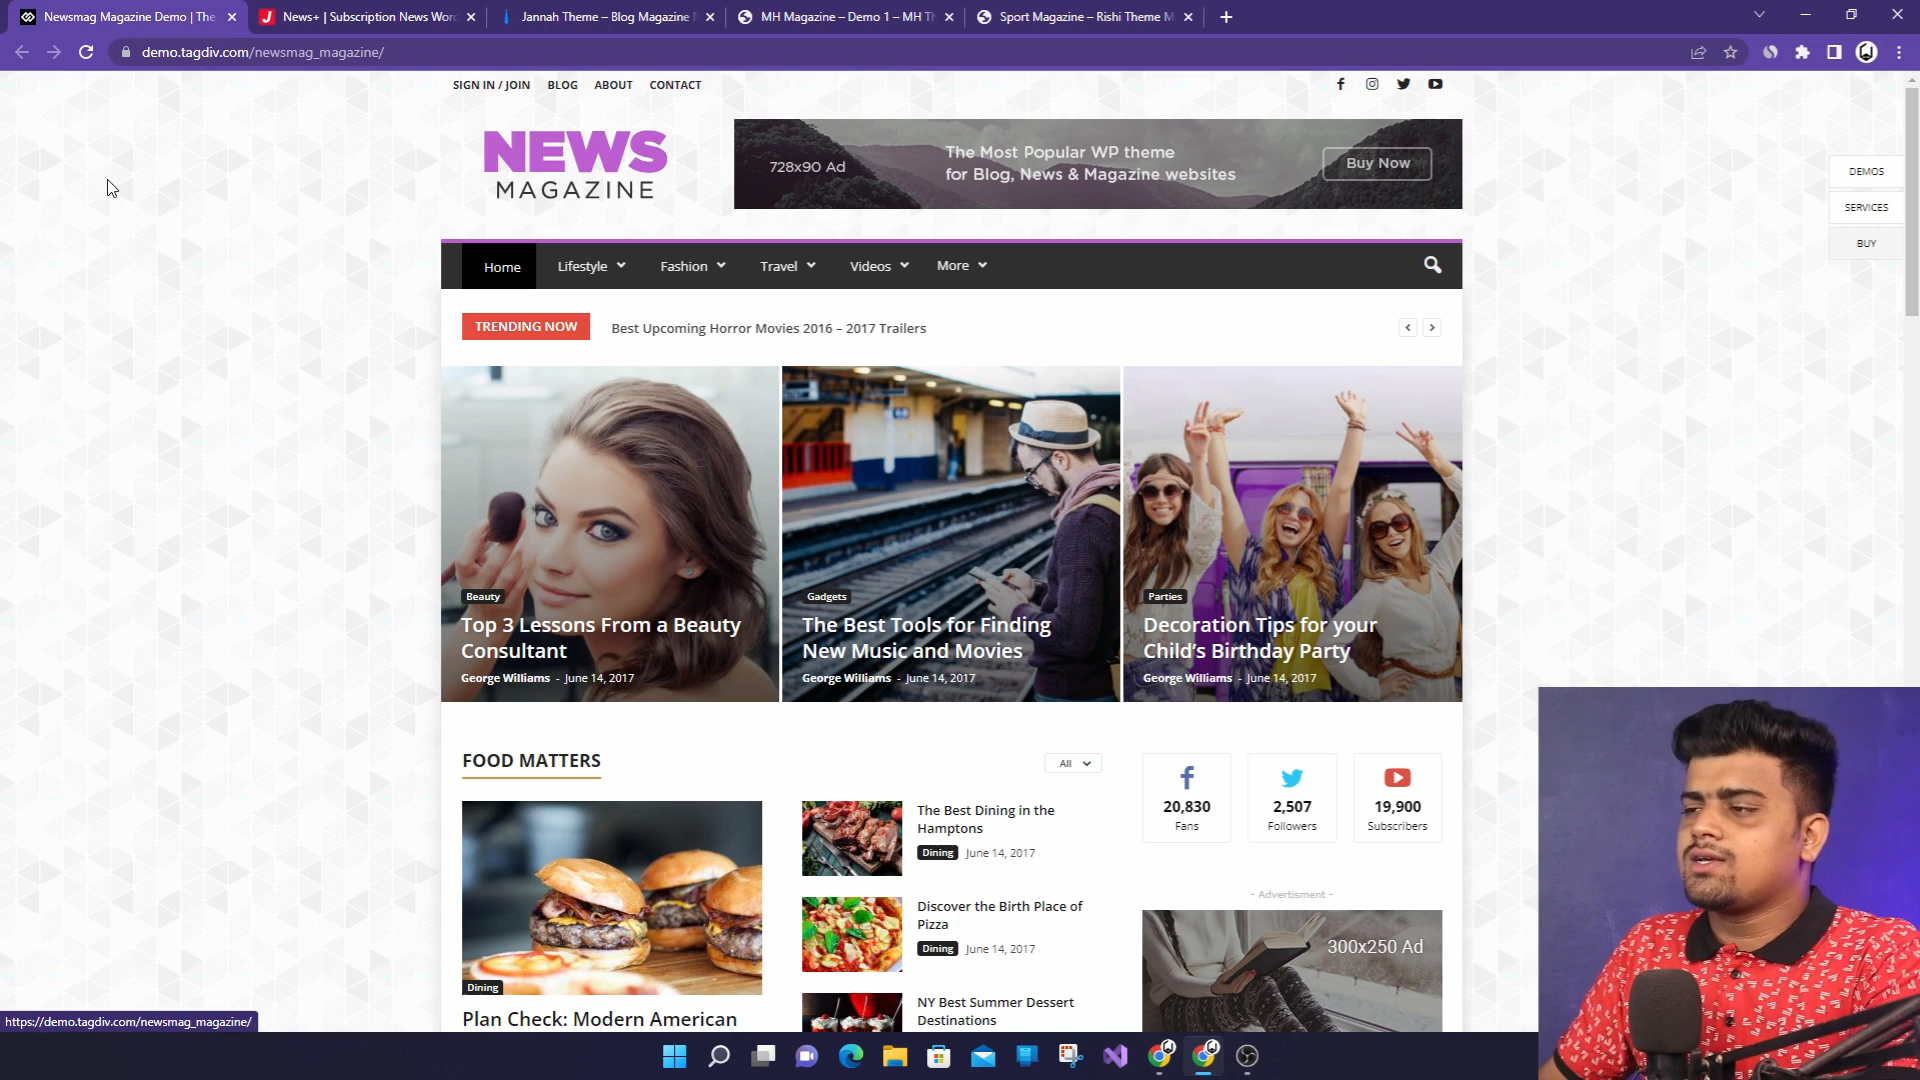 Newsmag Magazine Demo | The
News+ | Subscription News Wor
Jannah Theme – Blog Magazine
MH Magazine – Demo 1 – MH Th
Sport Magazine – Rishi Theme M
demo.tagdiv.com/newsmag_magazine/
SIGN IN / JOIN BLOG ABOUT CONTACT
NEWS
MAGAZINE
728x90 Ad
The Most Popular WP theme
for Blog, News & Magazine websites
Buy Now
DEMOS
SERVICES
BUY
Home Lifestyle Fashion Travel Videos More
TRENDING NOW Best Upcoming Horror Movies 2016 – 2017 Trailers
Beauty
Top 3 Lessons From a Beauty
Consultant
George Williams - June 14, 2017
Gadgets
The Best Tools for Finding
New Music and Movies
George Williams - June 14, 2017
Parties
Decoration Tips for your
Child's Birthday Party
George Williams - June 14, 2017
FOOD MATTERS
All
Dining
Plan Check: Modern American
The Best Dining in the
Hamptons
Dining June 14, 2017
Discover the Birth Place of
Pizza
Dining June 14, 2017
NY Best Summer Dessert
Destinations
20,830
Fans
2,507
Followers
19,900
Subscribers
- Advertisment -
300x250 Ad
https://demo.tagdiv.com/newsmag_magazine/